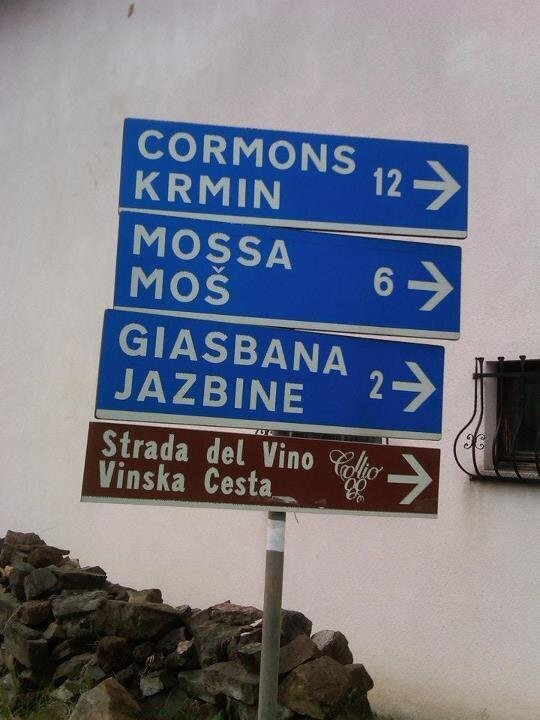 CORMONS
KRMIN 12
MOSSA
MOŠ 6
GIASBANA
JAZBINE 2
Strada del Vino
Vinska Cesta
Collio